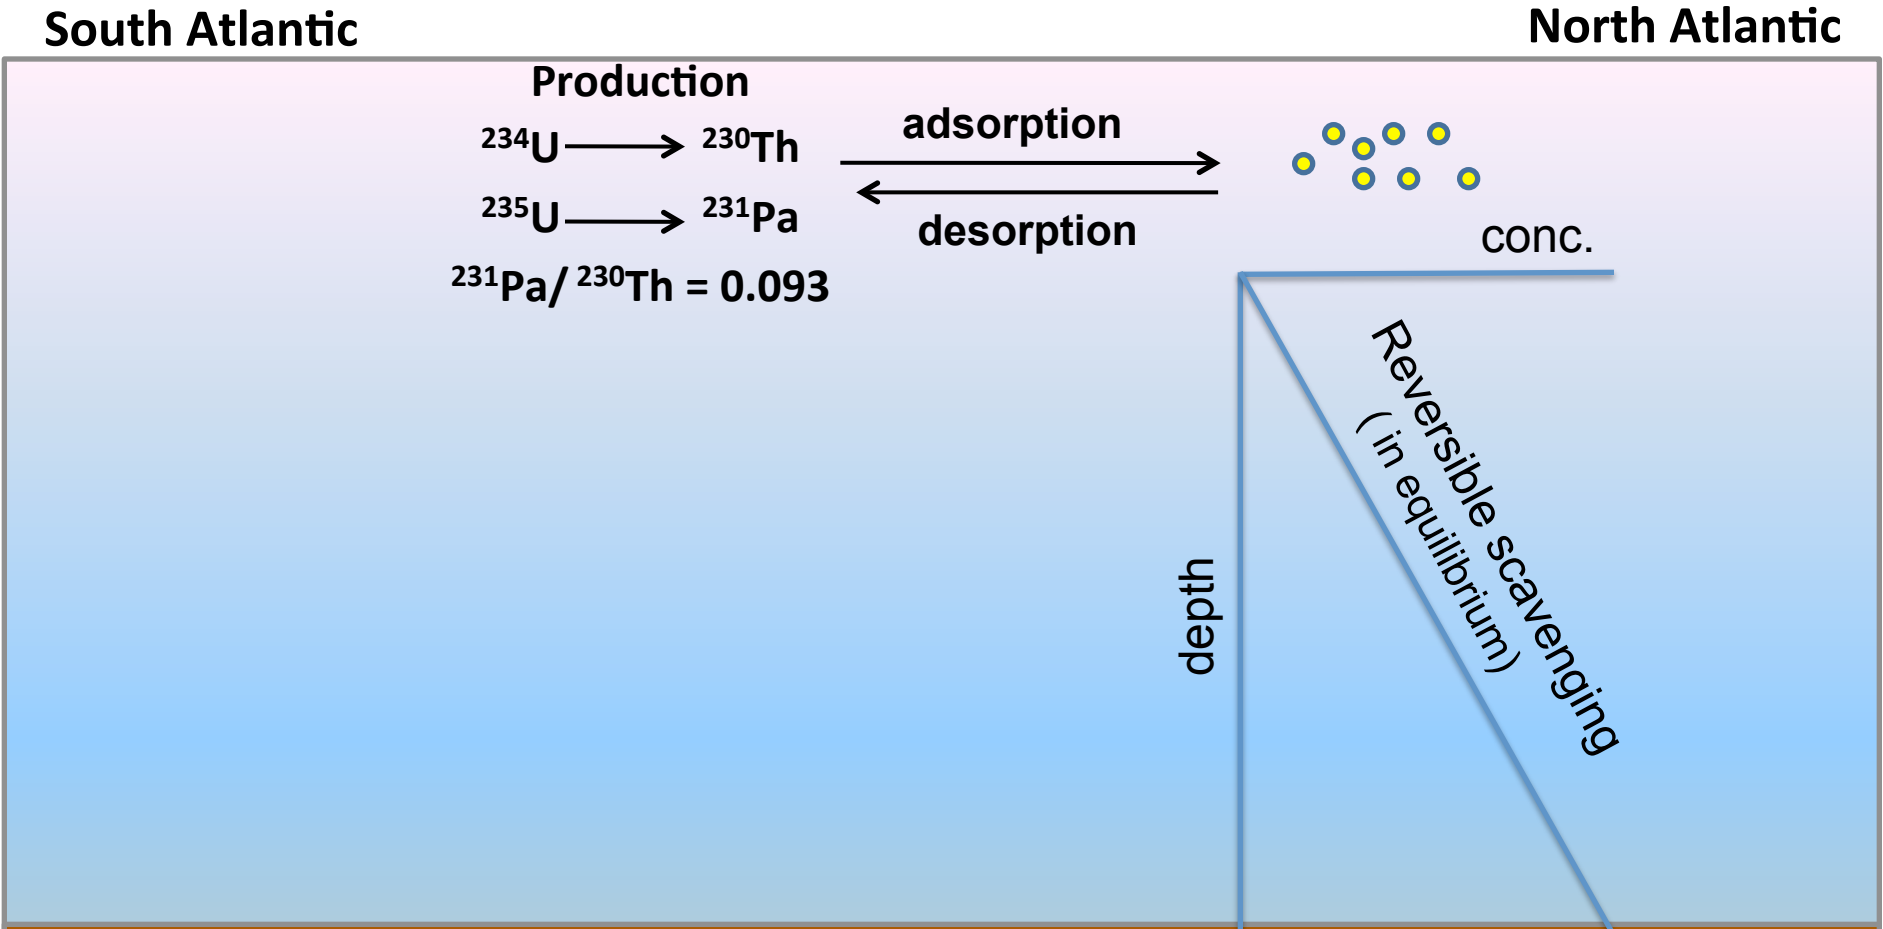 South Atlantic
North Atlantic
Production
²³⁴U → ²³⁰Th
²³⁵U → ²³¹Pa
²³¹Pa/ ²³⁰Th = 0.093
adsorption
desorption
conc.
depth
Reversible scavenging
( in equilibrium)